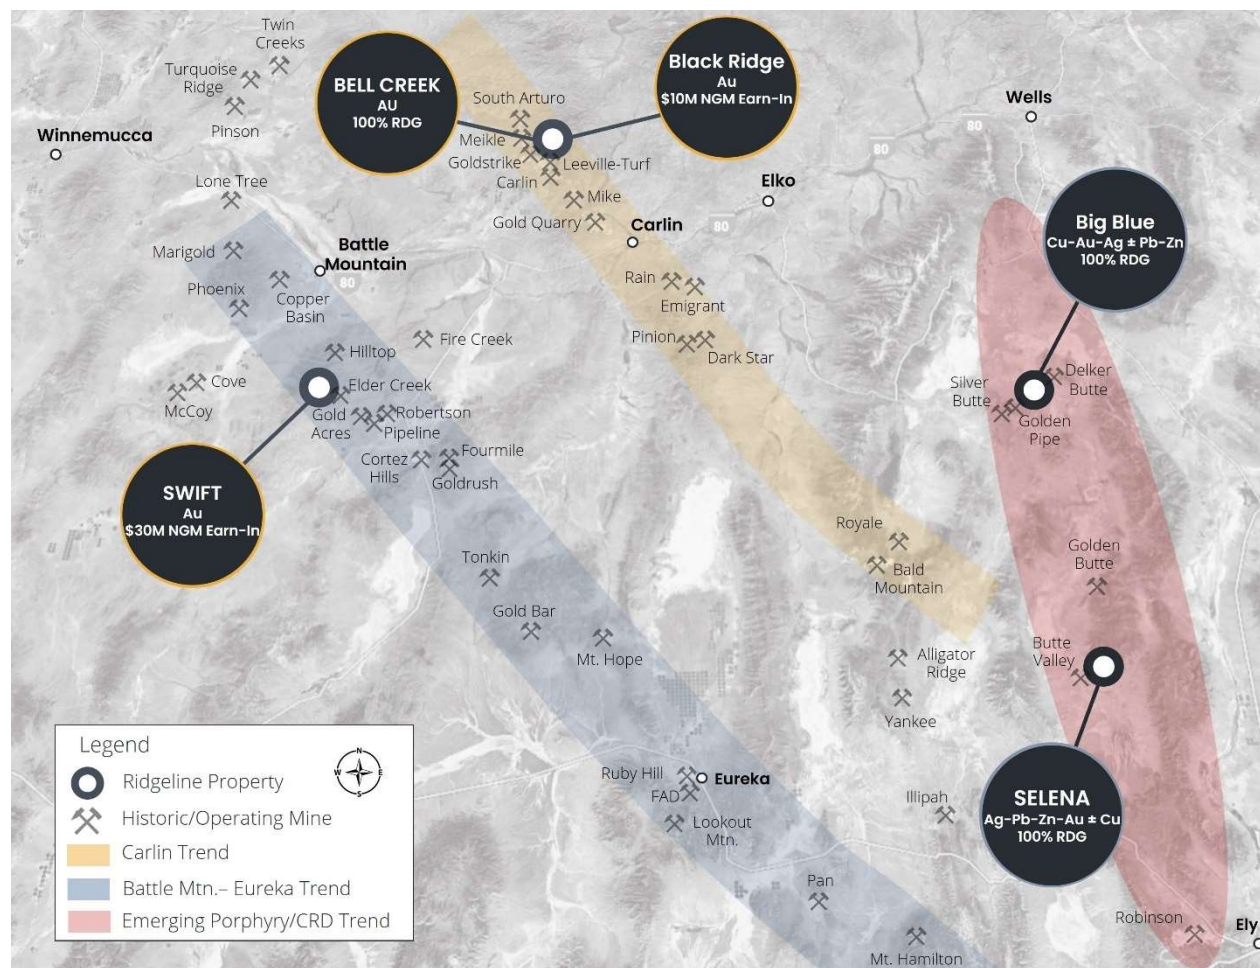 Twin
Creeks
Turquoise
Ridge
Pinson
Winnemucca
BELL CREEK
AU
100% RDG
Black Ridge
Au
$10M NGM Earn-In
South Arturo
Meikle
Goldstrike
Leeville-Turf
Carlin
Mike
Gold Quarry
Carlin
Elko
Wells
80
80
80
Lone Tree
Marigold
Battle
Mountain
Phoenix
Copper
Basin
Rain
Emigrant
Pinion
Dark Star
Fire Creek
Hilltop
Cove
McCoy
Elder Creek
Gold
Acres
Robertson
Pipeline
Cortez
Hills
Fourmile
Goldrush
SWIFT
Au
$30M NGM Earn-In
Big Blue
Cu-Au-Ag ± Pb-Zn
100% RDG
Silver
Butte
Delker
Butte
Golden
Pipe
Royale
Bald
Mountain
Golden
Butte
Tonkin
Gold Bar
Mt. Hope
Alligator
Ridge
Yankee
Butte
Valley
SELENA
Ag-Pb-Zn-Au ± Cu
100% RDG
Ruby Hill
Eureka
FAD
Lookout
Mtn.
Illipah
Pan
Mt. Hamilton
Robinson
Ely
Legend
N
W
E
S
Ridgeline Property
Historic/Operating Mine
Carlin Trend
Battle Mtn.– Eureka Trend
Emerging Porphyry/CRD Trend